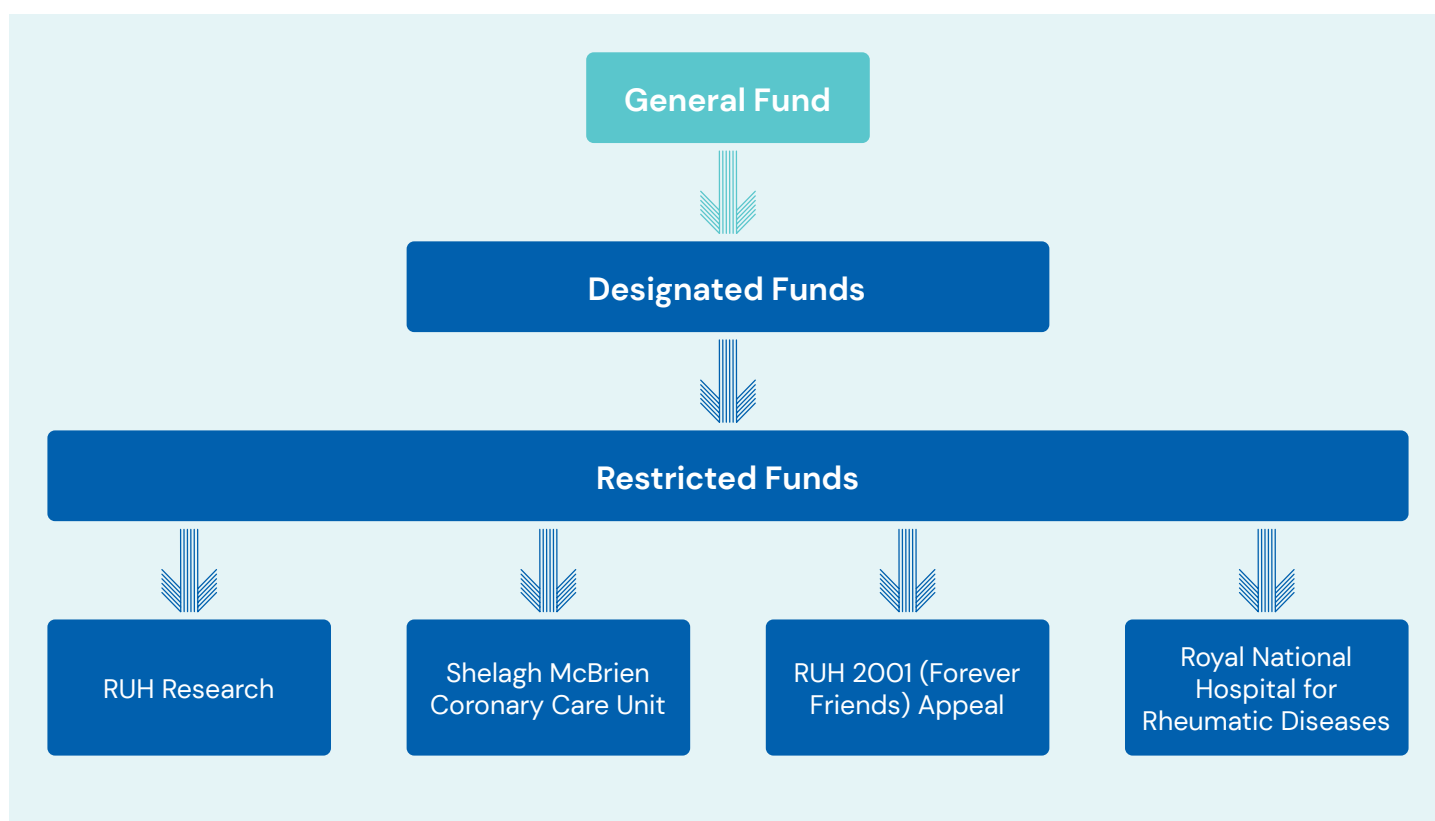 General Fund
Designated Funds
Restricted Funds
RUH Research
Shelagh McBrien
Coronary Care Unit
RUH 2001 (Forever
Friends) Appeal
Royal National
Hospital for
Rheumatic Diseases